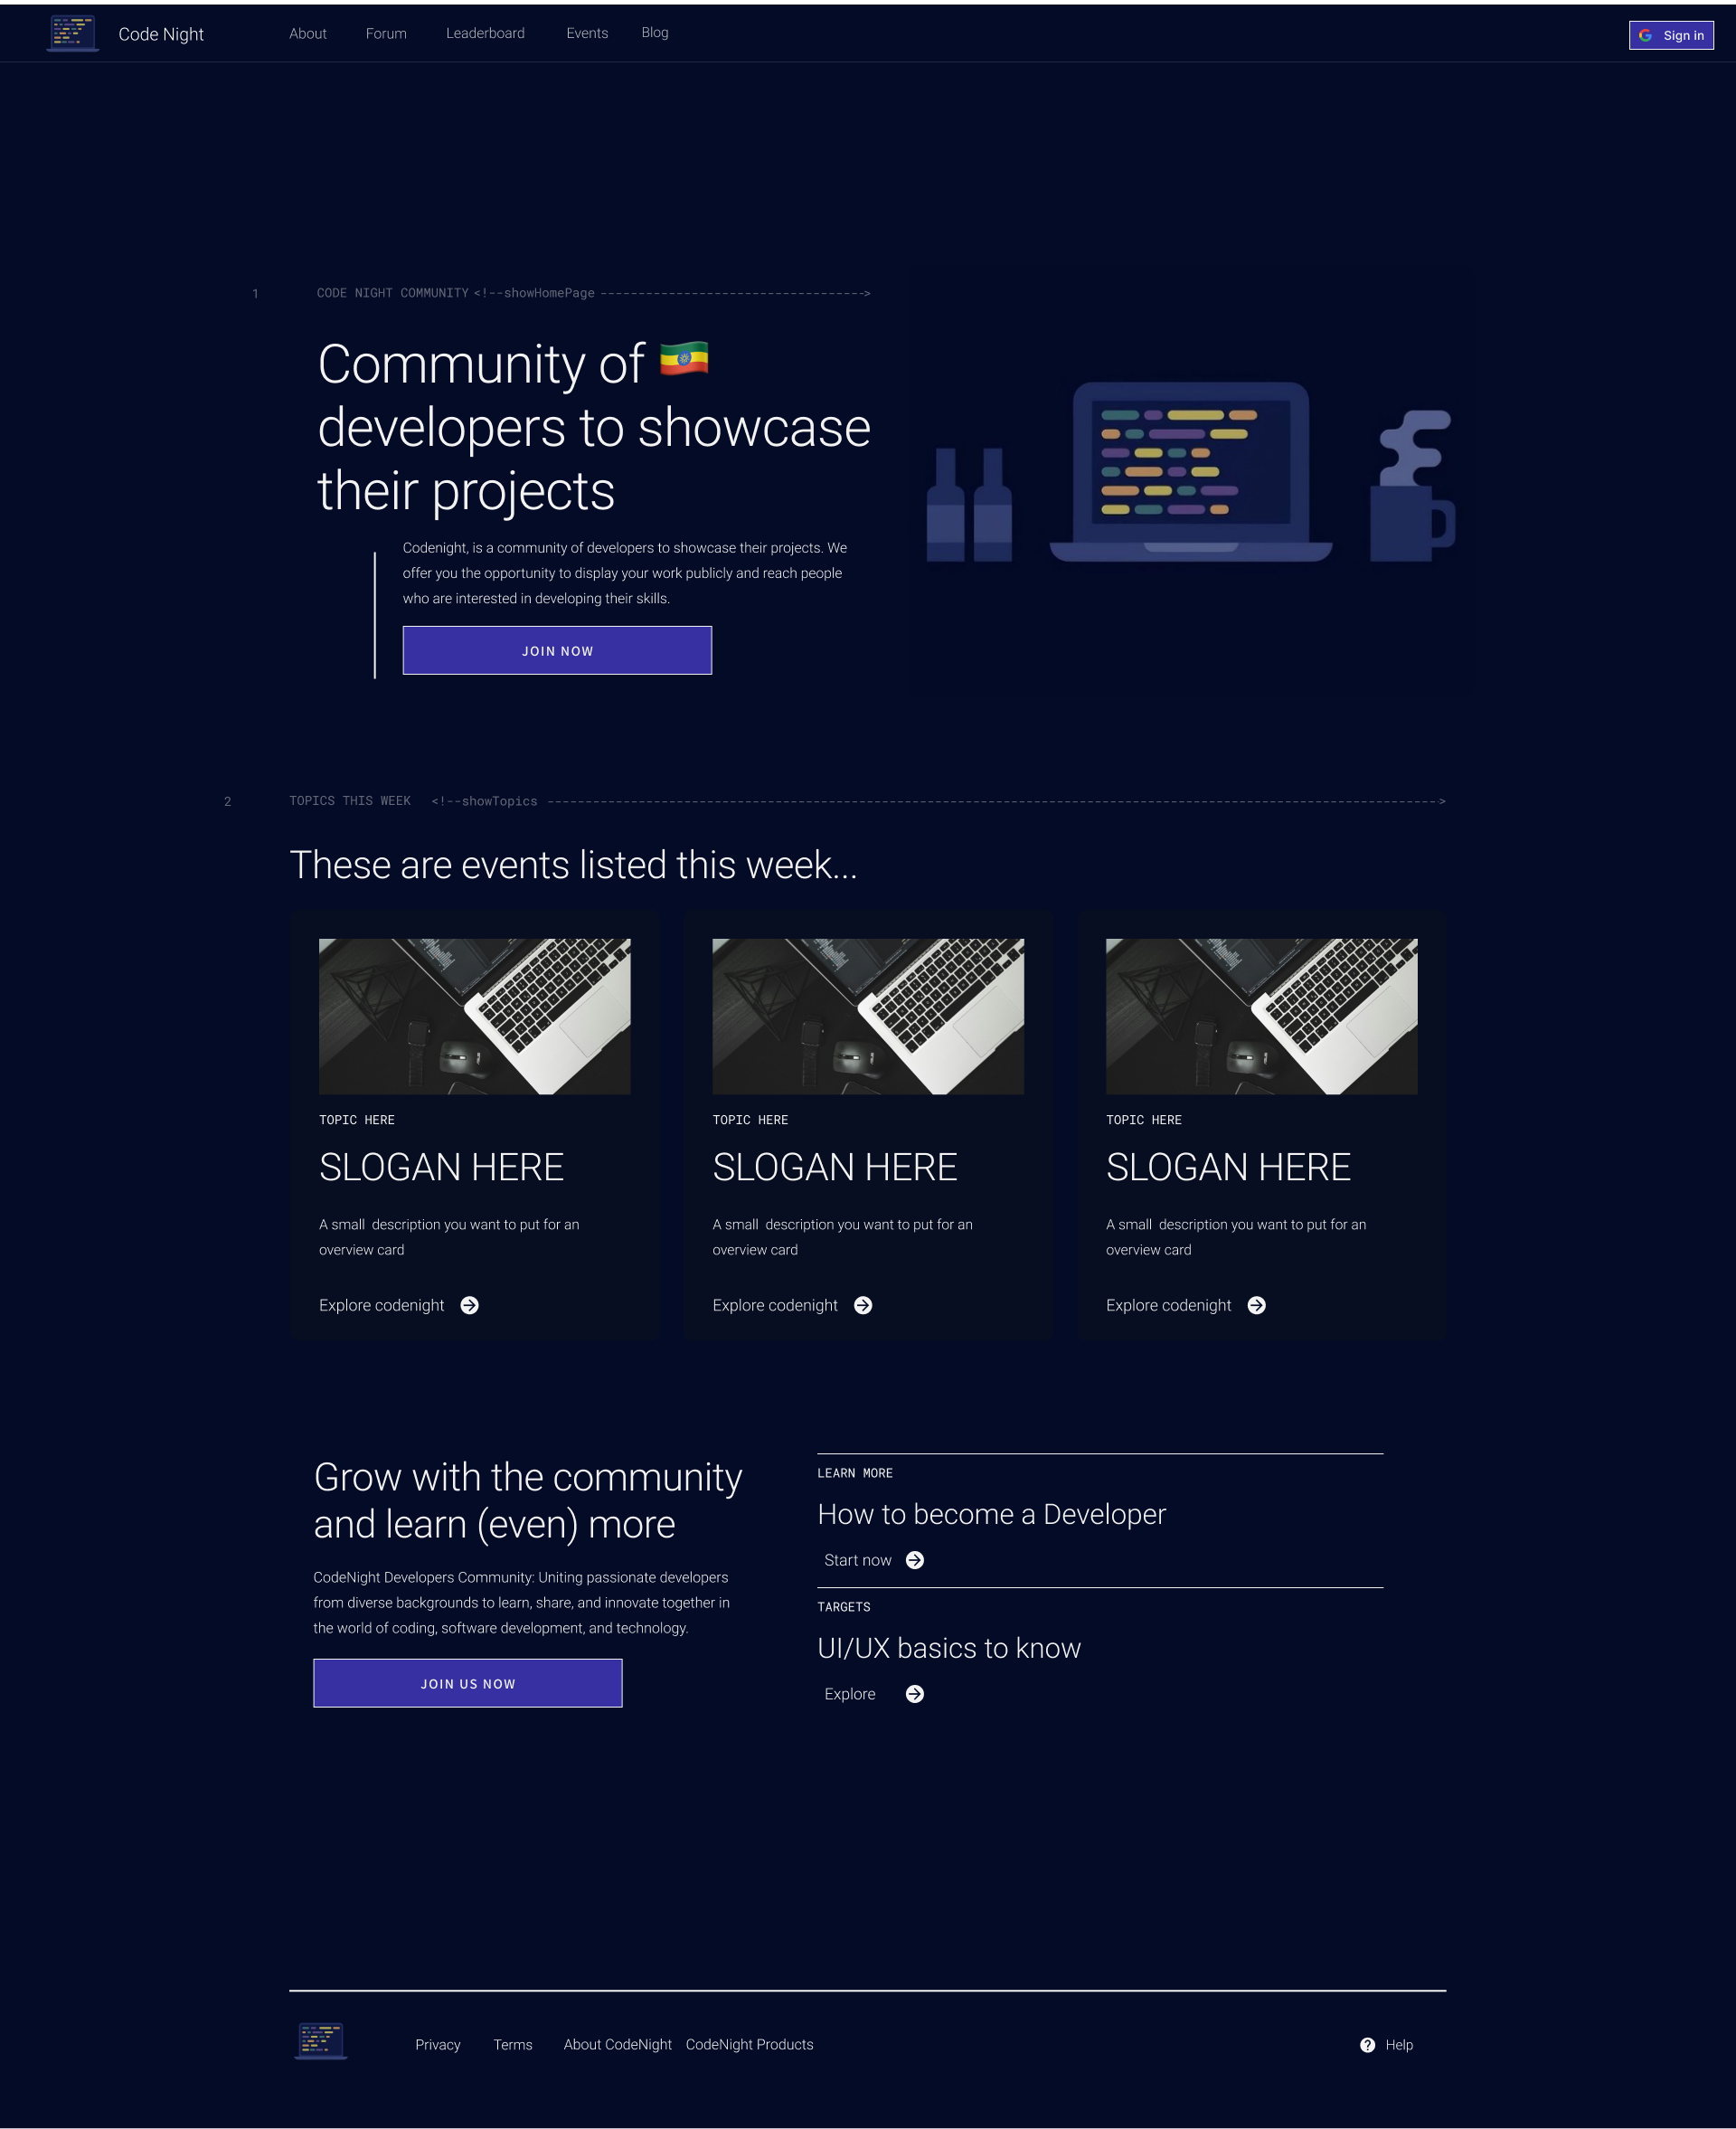 Code Night About Forum Leaderboard Events Blog Sign in
1 CODE NIGHT COMMUNITY <!--showHomePage ----------------------------------->
Community of 🇪🇹
developers to showcase
their projects
Codenight, is a community of developers to showcase their projects. We
offer you the opportunity to display your work publicly and reach people
who are interested in developing their skills.
JOIN NOW
2 TOPICS THIS WEEK <!--showTopics ---------------------------------------------------------------------------------------------------------------------->
These are events listed this week...
TOPIC HERE
SLOGAN HERE
A small description you want to put for an
overview card
Explore codenight
TOPIC HERE
SLOGAN HERE
A small description you want to put for an
overview card
Explore codenight
TOPIC HERE
SLOGAN HERE
A small description you want to put for an
overview card
Explore codenight
Grow with the community
and learn (even) more
CodeNight Developers Community: Uniting passionate developers
from diverse backgrounds to learn, share, and innovate together in
the world of coding, software development, and technology.
JOIN US NOW
LEARN MORE
How to become a Developer
Start now
TARGETS
UI/UX basics to know
Explore
Privacy Terms About CodeNight CodeNight Products Help